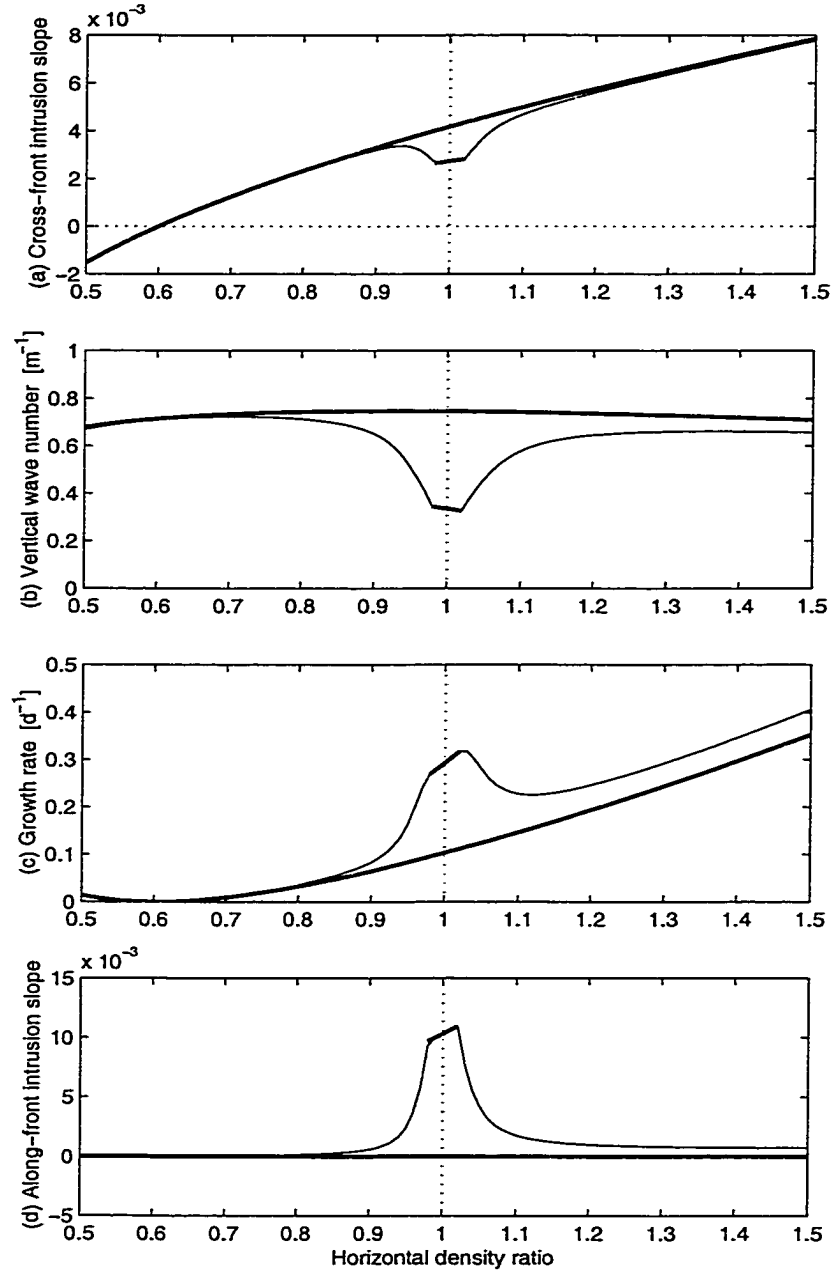 x 10⁻³
8
6
4
2
0
-2
0.5 0.6 0.7 0.8 0.9 1 1.1 1.2 1.3 1.4 1.5
(a) Cross-front intrusion slope
1
0.8
0.6
0.4
0.2
0
0.5 0.6 0.7 0.8 0.9 1 1.1 1.2 1.3 1.4 1.5
(b) Vertical wave number [m⁻¹]
0.5
0.4
0.3
0.2
0.1
0
0.5 0.6 0.7 0.8 0.9 1 1.1 1.2 1.3 1.4 1.5
(c) Growth rate [d⁻¹]
x 10⁻³
15
10
5
0
-5
0.5 0.6 0.7 0.8 0.9 1 1.1 1.2 1.3 1.4 1.5
(d) Along-front intrusion slope
Horizontal density ratio